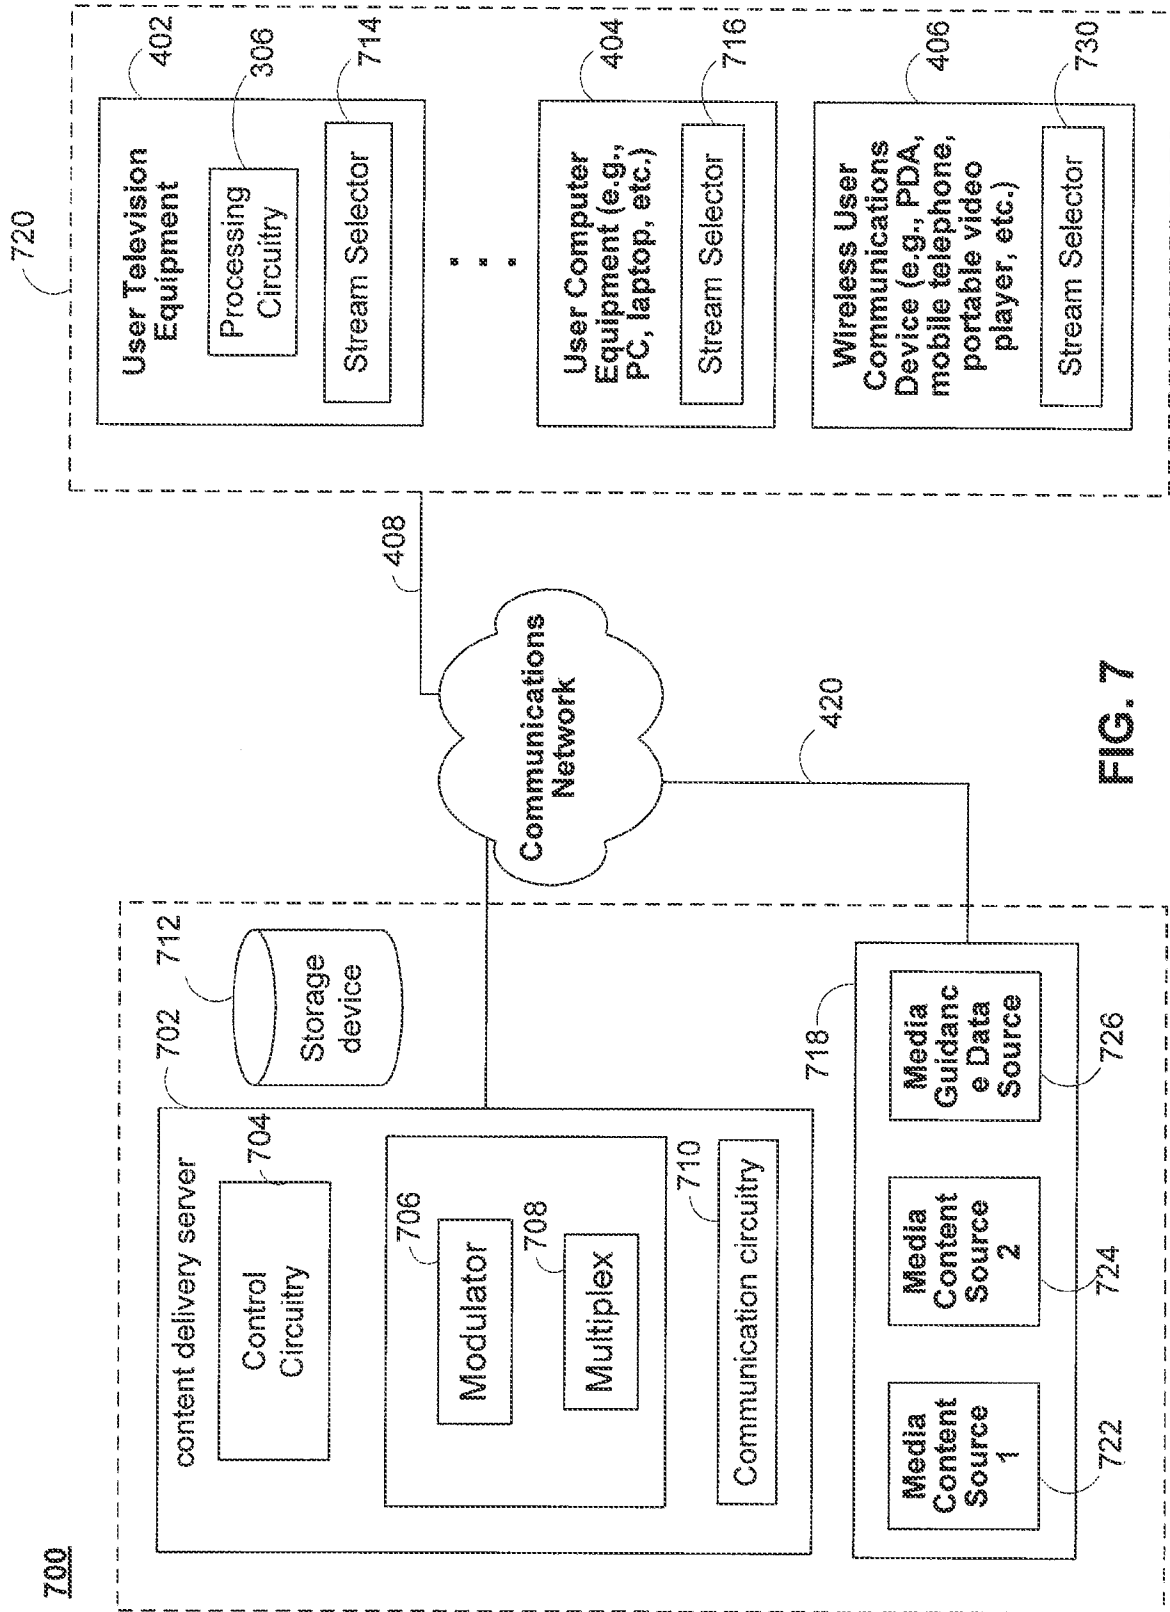 700
content delivery server
702
712
Control
Circuitry
704
Storage
device
706
Modulator
708
Multiplex
710
Communication circuitry
718
Media
Content
Source
1
722
Media
Content
Source
2
724
Media
Guidanc
e Data
Source
726
Communications
Network
408
420
720
User Television
Equipment
402
Processing
Circuitry
306
Stream Selector
714
User Computer
Equipment (e.g.,
PC, laptop, etc.)
404
Stream Selector
716
Wireless User
Communications
Device (e.g., PDA,
mobile telephone,
portable video
player, etc.)
406
Stream Selector
730
FIG. 7